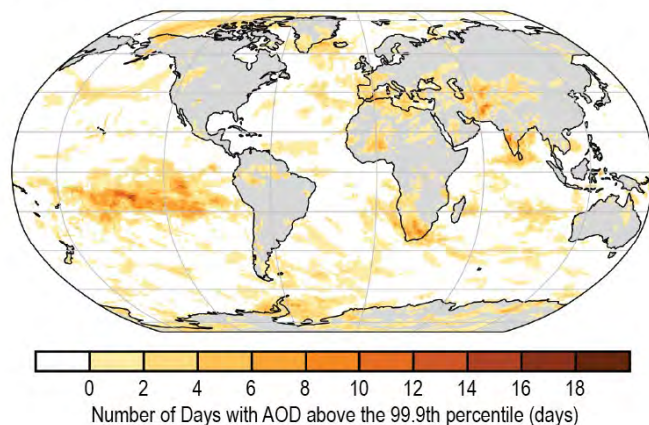 0 2 4 6 8 10 12 14 16 18
Number of Days with AOD above the 99.9th percentile (days)